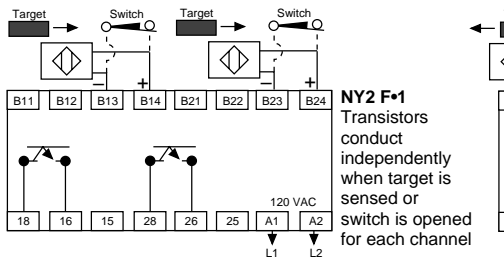 Target Switch Target Switch
− + − +
B11 B12 B13 B14 B21 B22 B23 B24
NY2 F•1
Transistors
conduct
independently
when target is
sensed or
switch is opened
for each channel
120 VAC
18 16 15 28 26 25 A1 A2
L1 L2